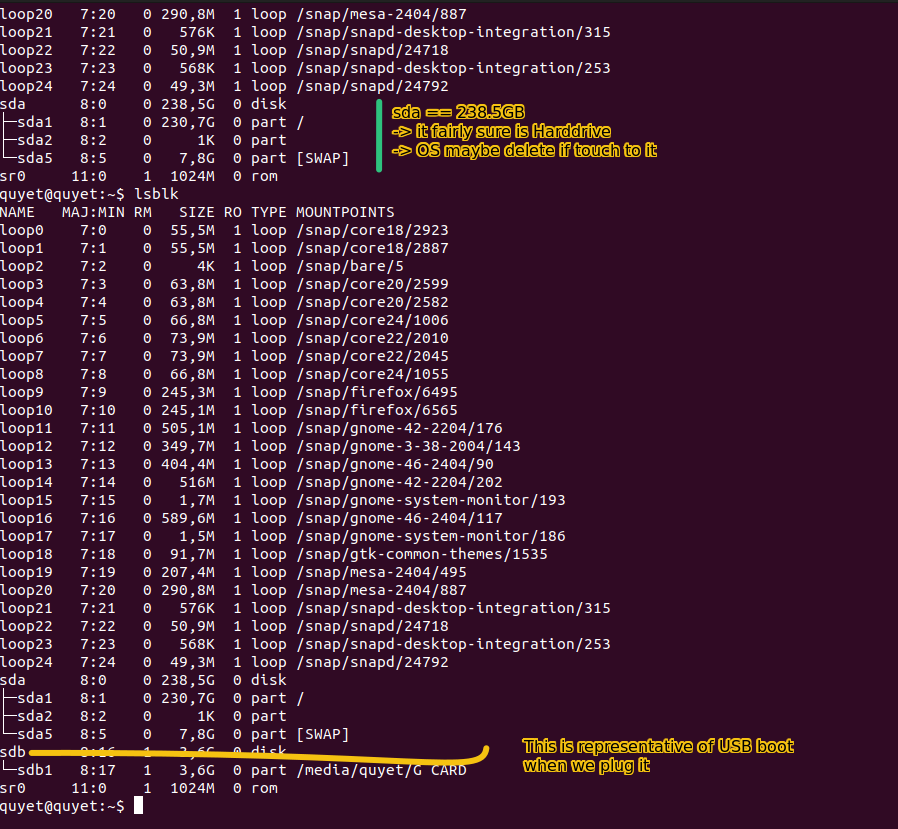 loop20 7:20 0 290,8M 1 loop /snap/mesa-2404/887
loop21 7:21 0 576K 1 loop /snap/snapd-desktop-integration/315
loop22 7:22 0 50,9M 1 loop /snap/snapd/24718
loop23 7:23 0 568K 1 loop /snap/snapd-desktop-integration/253
loop24 7:24 0 49,3M 1 loop /snap/snapd/24792
sda 8:0 0 238,5G 0 disk
├─sda1 8:1 0 230,7G 0 part /
├─sda2 8:2 0 1K 0 part
└─sda5 8:5 0 7,8G 0 part [SWAP]
sr0 11:0 1 1024M 0 rom
sda == 238.5GB
-> it fairly sure is Harddrive
-> OS maybe delete if touch to it
quyet@quyet:~$ lsblk
NAME MAJ:MIN RM SIZE RO TYPE MOUNTPOINTS
loop0 7:0 0 55,5M 1 loop /snap/core18/2923
loop1 7:1 0 55,5M 1 loop /snap/core18/2887
loop2 7:2 0 4K 1 loop /snap/bare/5
loop3 7:3 0 63,8M 1 loop /snap/core20/2599
loop4 7:4 0 63,8M 1 loop /snap/core20/2582
loop5 7:5 0 66,8M 1 loop /snap/core24/1006
loop6 7:6 0 73,9M 1 loop /snap/core22/2010
loop7 7:7 0 73,9M 1 loop /snap/core22/2045
loop8 7:8 0 66,8M 1 loop /snap/core24/1055
loop9 7:9 0 245,3M 1 loop /snap/firefox/6495
loop10 7:10 0 245,1M 1 loop /snap/firefox/6565
loop11 7:11 0 505,1M 1 loop /snap/gnome-42-2204/176
loop12 7:12 0 349,7M 1 loop /snap/gnome-3-38-2004/143
loop13 7:13 0 404,4M 1 loop /snap/gnome-46-2404/90
loop14 7:14 0 516M 1 loop /snap/gnome-42-2204/202
loop15 7:15 0 1,7M 1 loop /snap/gnome-system-monitor/193
loop16 7:16 0 589,6M 1 loop /snap/gnome-46-2404/117
loop17 7:17 0 1,5M 1 loop /snap/gnome-system-monitor/186
loop18 7:18 0 91,7M 1 loop /snap/gtk-common-themes/1535
loop19 7:19 0 207,4M 1 loop /snap/mesa-2404/495
loop20 7:20 0 290,8M 1 loop /snap/mesa-2404/887
loop21 7:21 0 576K 1 loop /snap/snapd-desktop-integration/315
loop22 7:22 0 50,9M 1 loop /snap/snapd/24718
loop23 7:23 0 568K 1 loop /snap/snapd-desktop-integration/253
loop24 7:24 0 49,3M 1 loop /snap/snapd/24792
sda 8:0 0 238,5G 0 disk
├─sda1 8:1 0 230,7G 0 part /
├─sda2 8:2 0 1K 0 part
└─sda5 8:5 0 7,8G 0 part [SWAP]
sdb 8:16 1 3,6G 0 disk
└─sdb1 8:17 1 3,6G 0 part /media/quyet/G CARD
sr0 11:0 1 1024M 0 rom
This is representative of USB boot
when we plug it
quyet@quyet:~$